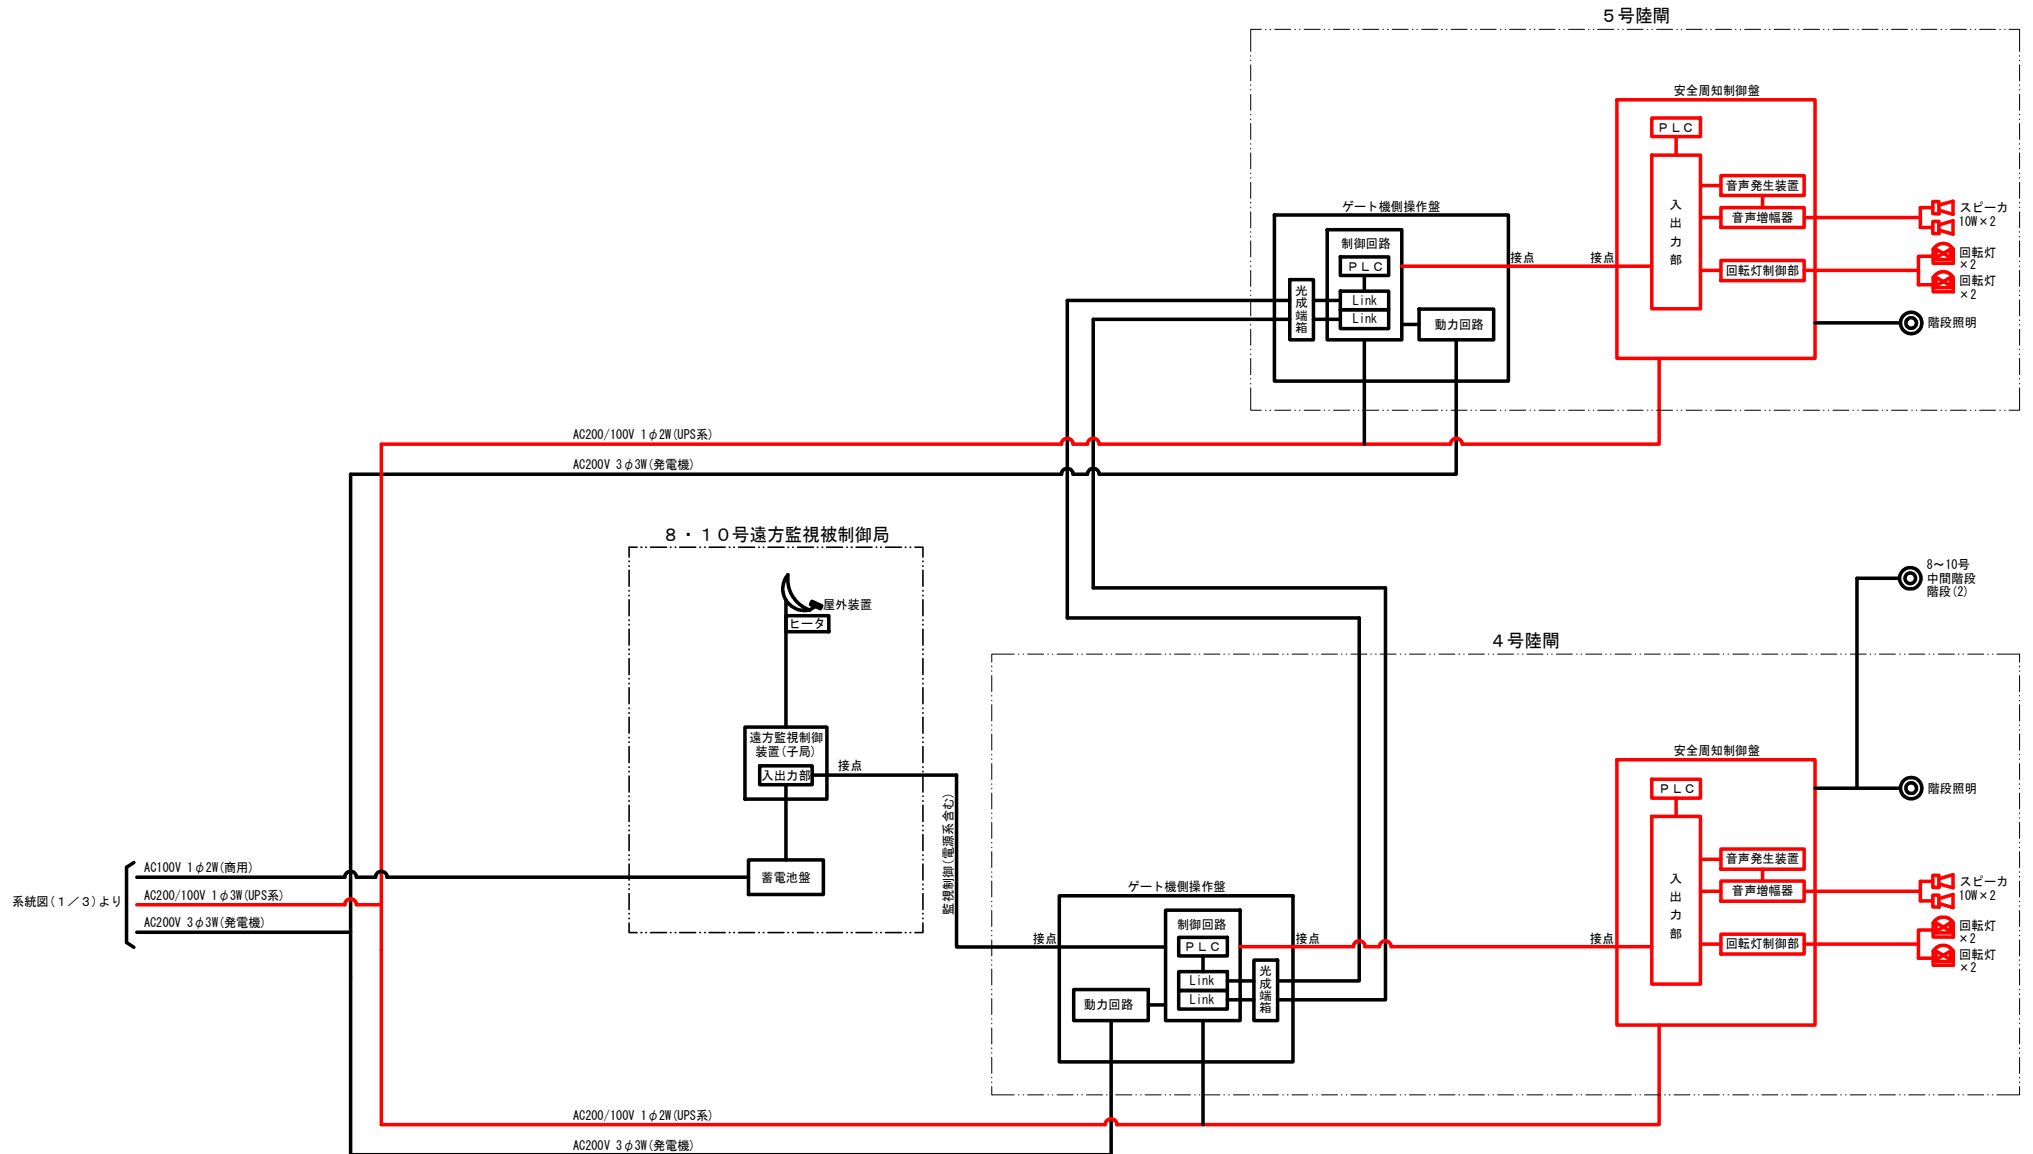 5号陸閘
安全周知制御盤
PLC
入出力部
音声発生装置
音声増幅器
回転灯制御部
スピーカ
10W×2
回転灯
×2
回転灯
×2
階段照明
ゲート機側操作盤
制御回路
PLC
Link
Link
光成端箱
動力回路
接点
接点
AC200/100V 1φ2W(UPS系)
AC200V 3φ3W(発電機)
8・10号遠方監視被制御局
屋外装置
ヒータ
遠方監視制御
装置(子局)
入出力部
接点
蓄電池盤
監視制御(電源系含む)
系統図(1/3)より
AC100V 1φ2W(商用)
AC200/100V 1φ3W(UPS系)
AC200V 3φ3W(発電機)
8~10号
中間階段
階段(2)
4号陸閘
安全周知制御盤
PLC
入出力部
音声発生装置
音声増幅器
回転灯制御部
階段照明
スピーカ
10W×2
回転灯
×2
回転灯
×2
ゲート機側操作盤
制御回路
PLC
Link
Link
光成端箱
動力回路
接点
接点
接点
AC200/100V 1φ2W(UPS系)
AC200V 3φ3W(発電機)